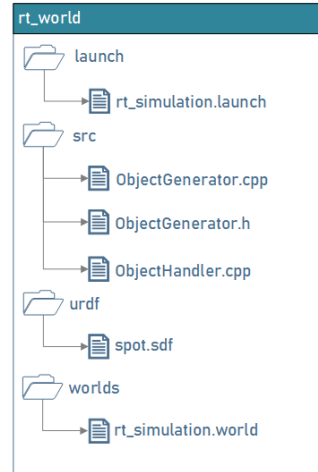 rt_world
launch
rt_simulation.launch
src
ObjectGenerator.cpp
ObjectGenerator.h
ObjectHandler.cpp
urdf
spot.sdf
worlds
rt_simulation.world